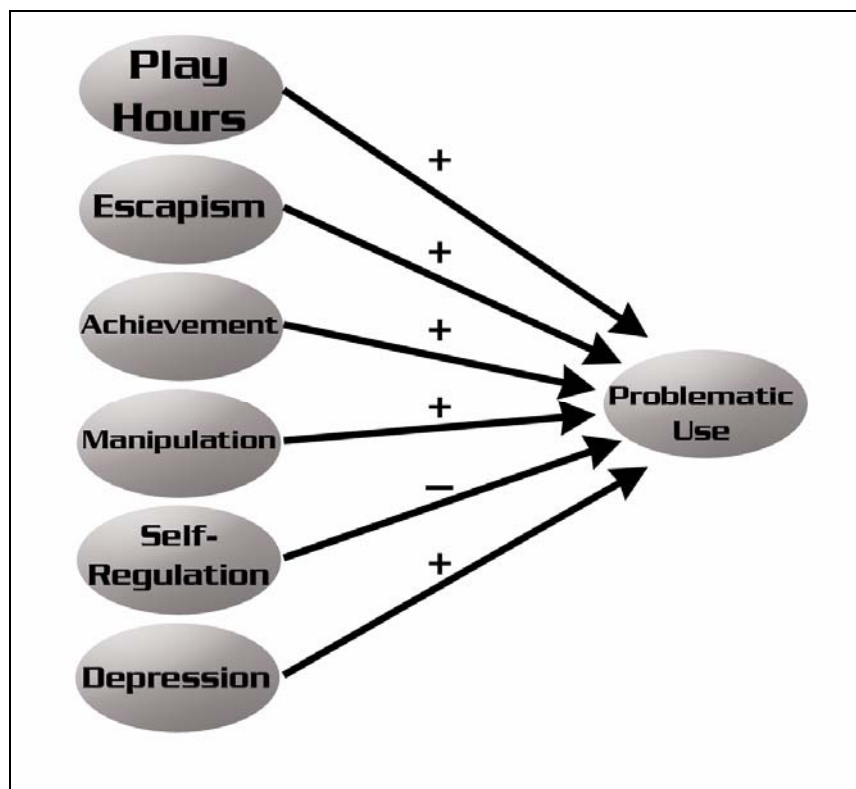 Play
Hours
+
Escapism
+
Achievement
+
Manipulation
+
Problematic
Use
Self-
Regulation
–
Depression
+